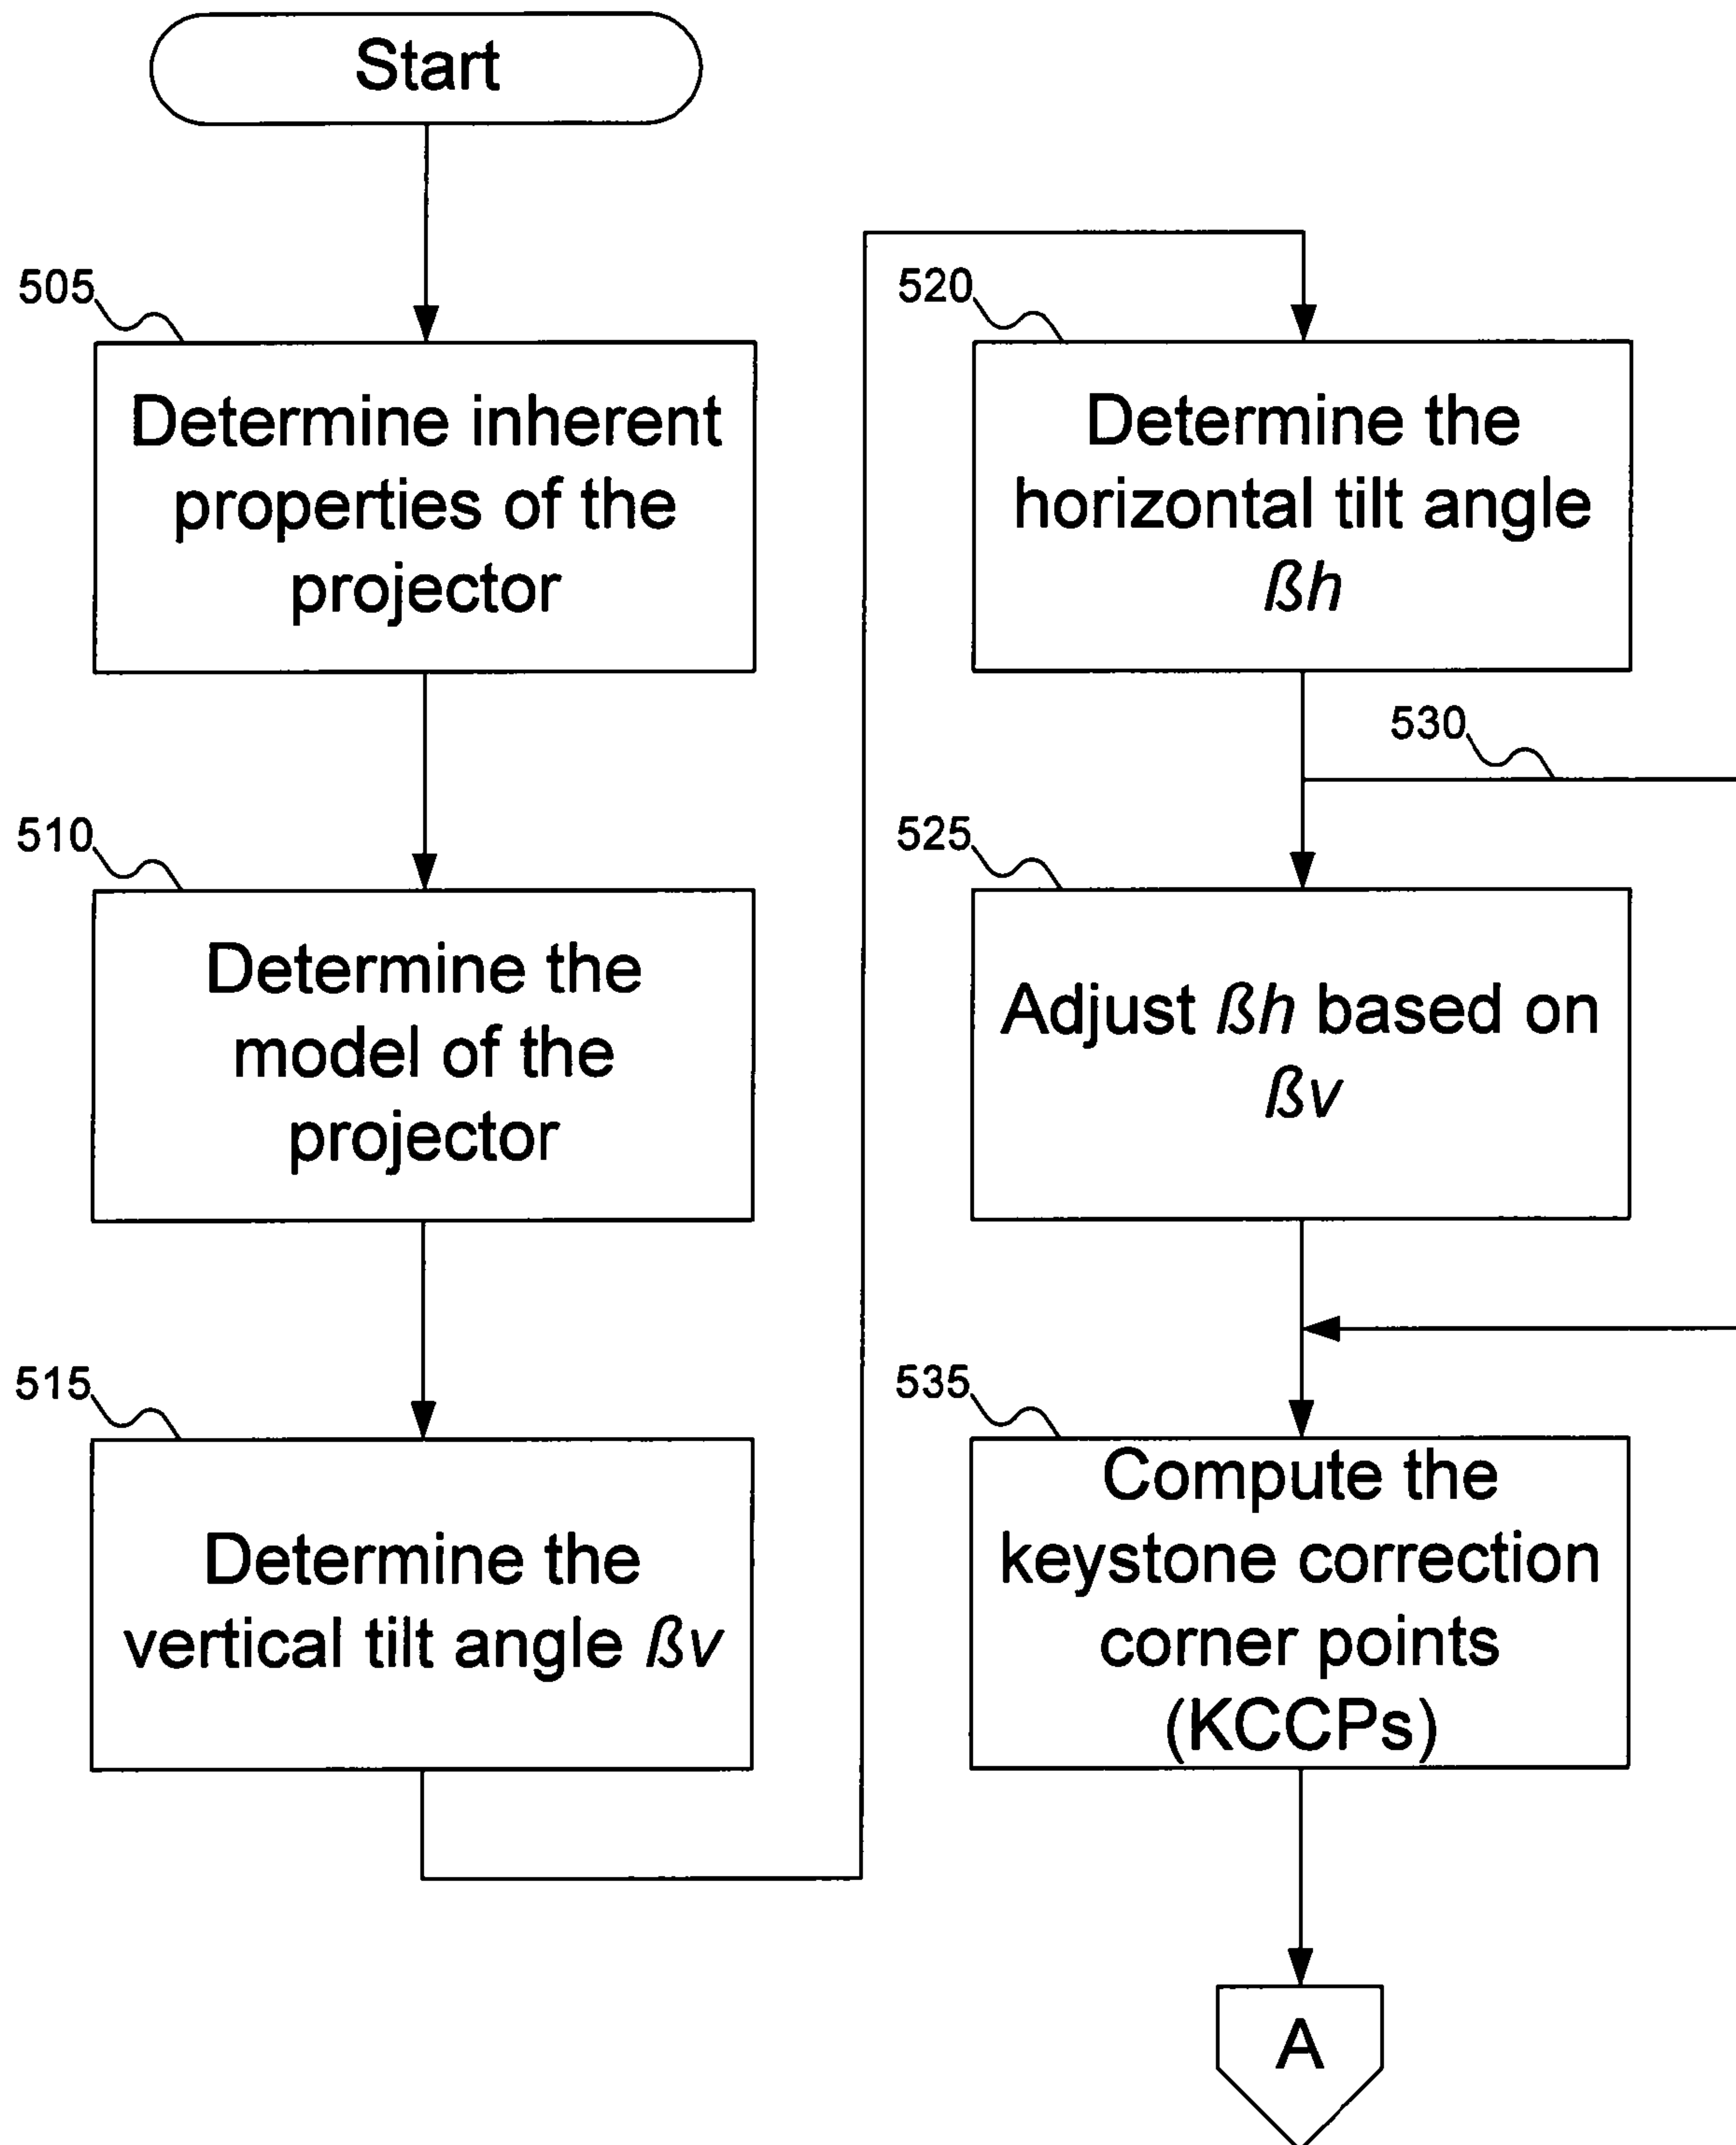 Start
505
Determine inherent
properties of the
projector
510
Determine the
model of the
projector
515
Determine the
vertical tilt angle ßv
520
Determine the
horizontal tilt angle
ßh
530
525
Adjust ßh based on
ßv
535
Compute the
keystone correction
corner points
(KCCPs)
A